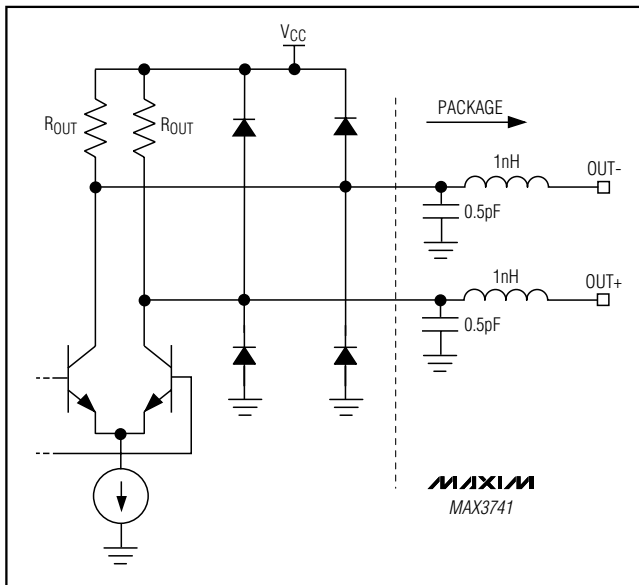 VCC
ROUT
ROUT
PACKAGE
1nH
OUT-
0.5pF
1nH
OUT+
0.5pF
MAXIM
MAX3741